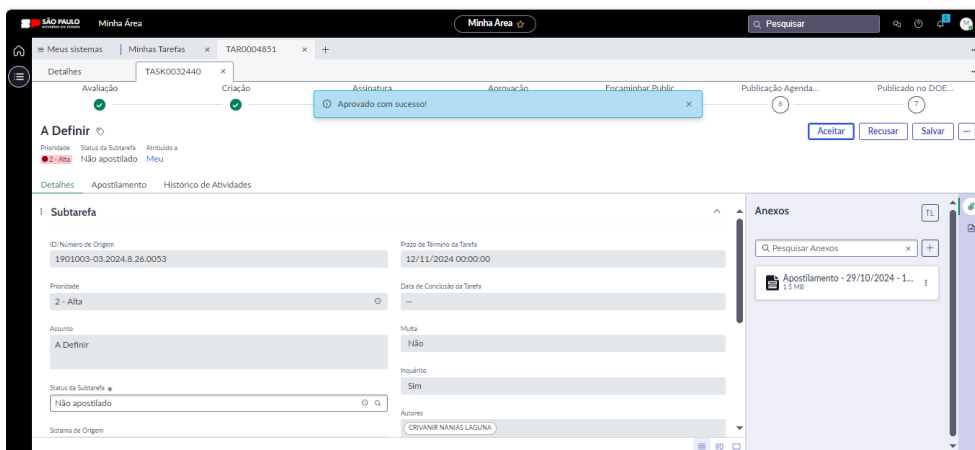 SÃO PAULO
GOVERNO DO ESTADO
Minha Área
Minha Área
Pesquisar
Meus sistemas
Minhas Tarefas
TAR0004851
Detalhes
TASK0032440
Avaliação
Criação
Assinatura
Aprovação
Encaminhar Public
Publicação Agenda...
Publicado no DOE...
Aprovado com sucesso!
6
7
A Definir
Aceitar
Recusar
Salvar
Prioridade
Status da Subtarefa
Atribuído a
2 - Alta
Não apostilado
Meu
Detalhes
Apostilamento
Histórico de Atividades
Subtarefa
ID/Número de Origem
1901003-03.2024.8.26.0053
Prazo de Término da Tarefa
12/11/2024 00:00:00
Prioridade
2 - Alta
Data de Conclusão da Tarefa
—
Assunto
A Definir
Multa
Não
Inquérito
Sim
Status da Subtarefa
Não apostilado
Autores
CRIVANIR NANIAS LAGUNA
Sistema de Origem
Anexos
Pesquisar Anexos
Apostilamento - 29/10/2024 - 1...
1.5 MB